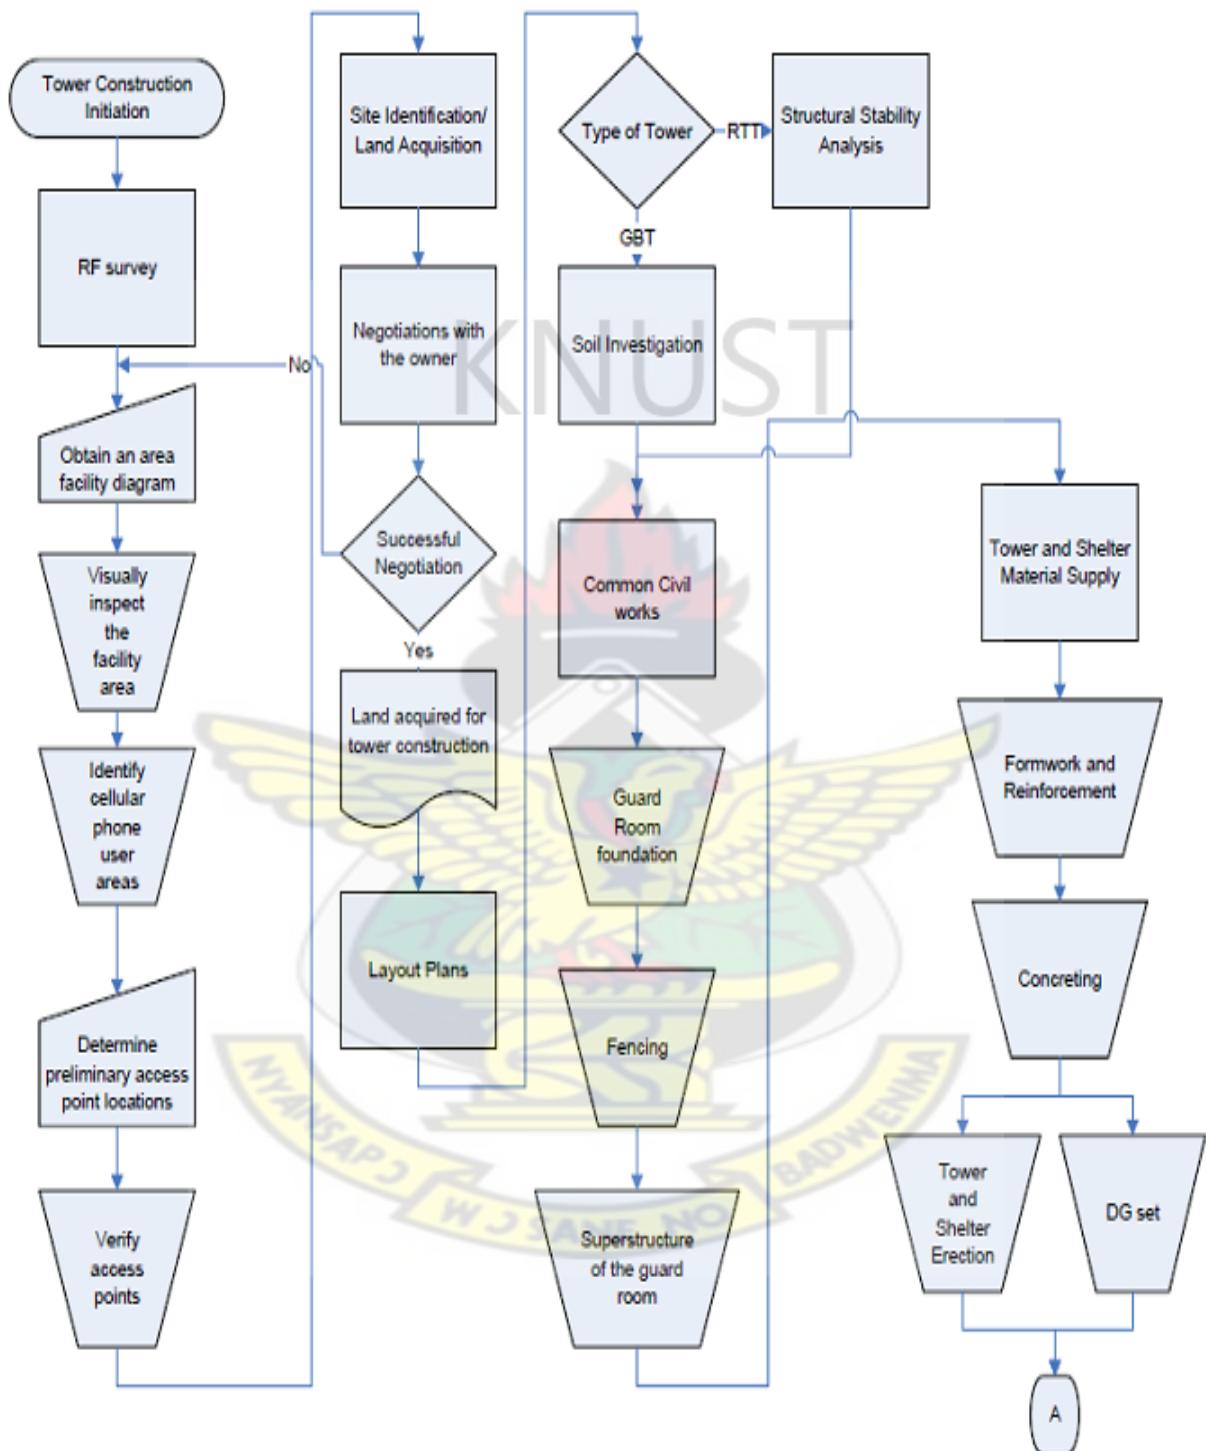 Tower Construction
Initiation
RF survey
No
Obtain an area
facility diagram
Visually
inspect
the
facility
area
Identify
cellular
phone
user
areas
Determine
preliminary access
point locations
Verify
access
points
Site Identification/
Land Acquisition
Negotiations with
the owner
Successful
Negotiation
Yes
Land acquired for
tower construction
Layout Plans
Type of Tower
RTT
Structural Stability
Analysis
GBT
Soil Investigation
Common Civil
works
Guard
Room
foundation
Fencing
Superstructure
of the guard
room
Tower and Shelter
Material Supply
Formwork and
Reinforcement
Concreting
Tower
and
Shelter
Erection
DG set
A
KNUST
NYANSAPƆ
WƆ SANE NO
BADWENMA